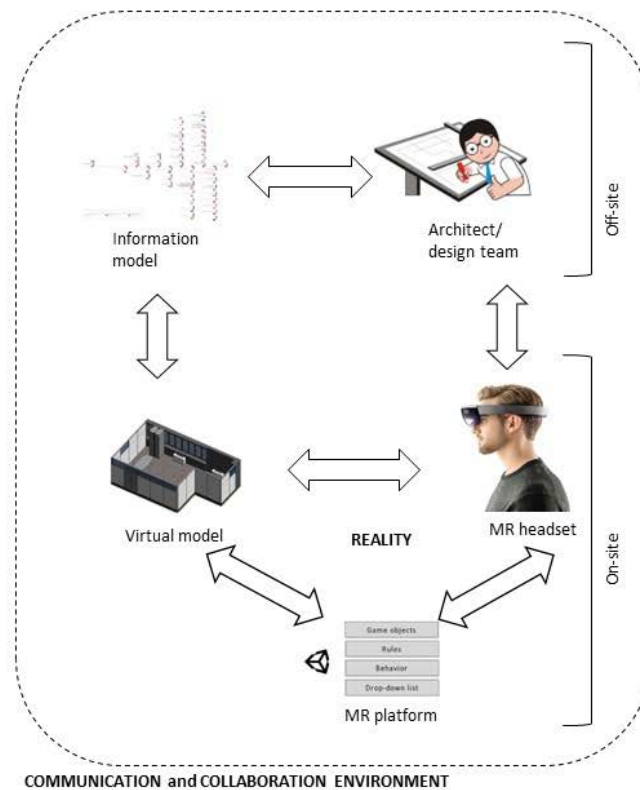 Information
model
Architect/
design team
Off-site
Virtual model
REALITY
MR headset
On-site
Game objects
Rules
Behavior
Drop-down list
MR platform
COMMUNICATION and COLLABORATION ENVIRONMENT